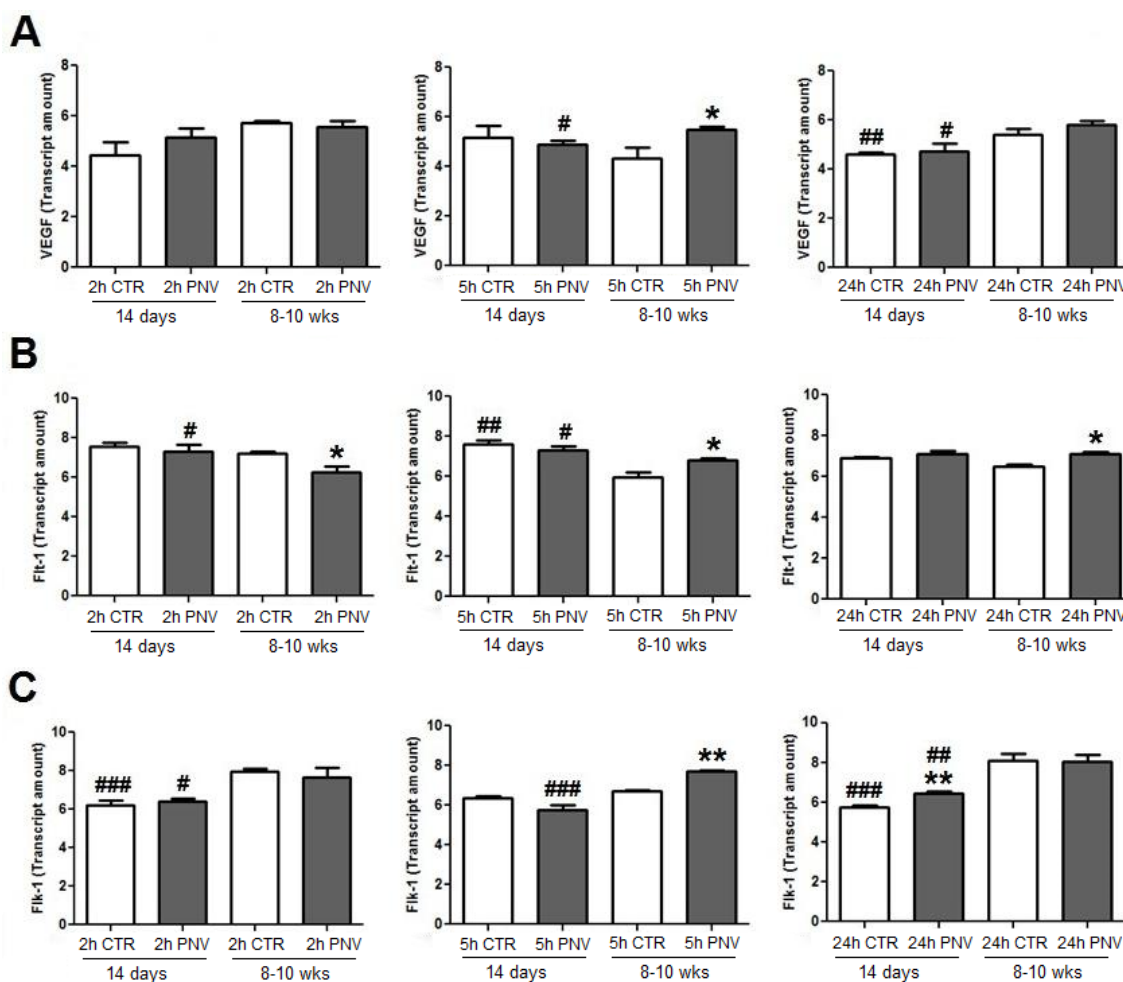 A
VEGF (Transcript amount)
8
6
4
2
0
2h CTR 2h PNV 2h CTR 2h PNV
14 days 8-10 wks
VEGF (Transcript amount)
8
6
4
2
0
# *
5h CTR 5h PNV 5h CTR 5h PNV
14 days 8-10 wks
VEGF (Transcript amount)
8
6
4
2
0
## #
24h CTR 24h PNV 24h CTR 24h PNV
14 days 8-10 wks
B
Flt-1 (Transcript amount)
10
8
6
4
2
0
# *
2h CTR 2h PNV 2h CTR 2h PNV
14 days 8-10 wks
Flt-1 (Transcript amount)
10
8
6
4
2
0
## # *
5h CTR 5h PNV 5h CTR 5h PNV
14 days 8-10 wks
Flt-1 (Transcript amount)
10
8
6
4
2
0
*
24h CTR 24h PNV 24h CTR 24h PNV
14 days 8-10 wks
C
Flk-1 (Transcript amount)
10
8
6
4
2
0
### #
2h CTR 2h PNV 2h CTR 2h PNV
14 days 8-10 wks
Flk-1 (Transcript amount)
10
8
6
4
2
0
### **
5h CTR 5h PNV 5h CTR 5h PNV
14 days 8-10 wks
Flk-1 (Transcript amount)
10
8
6
4
2
0
##
### **
24h CTR 24h PNV 24h CTR 24h PNV
14 days 8-10 wks